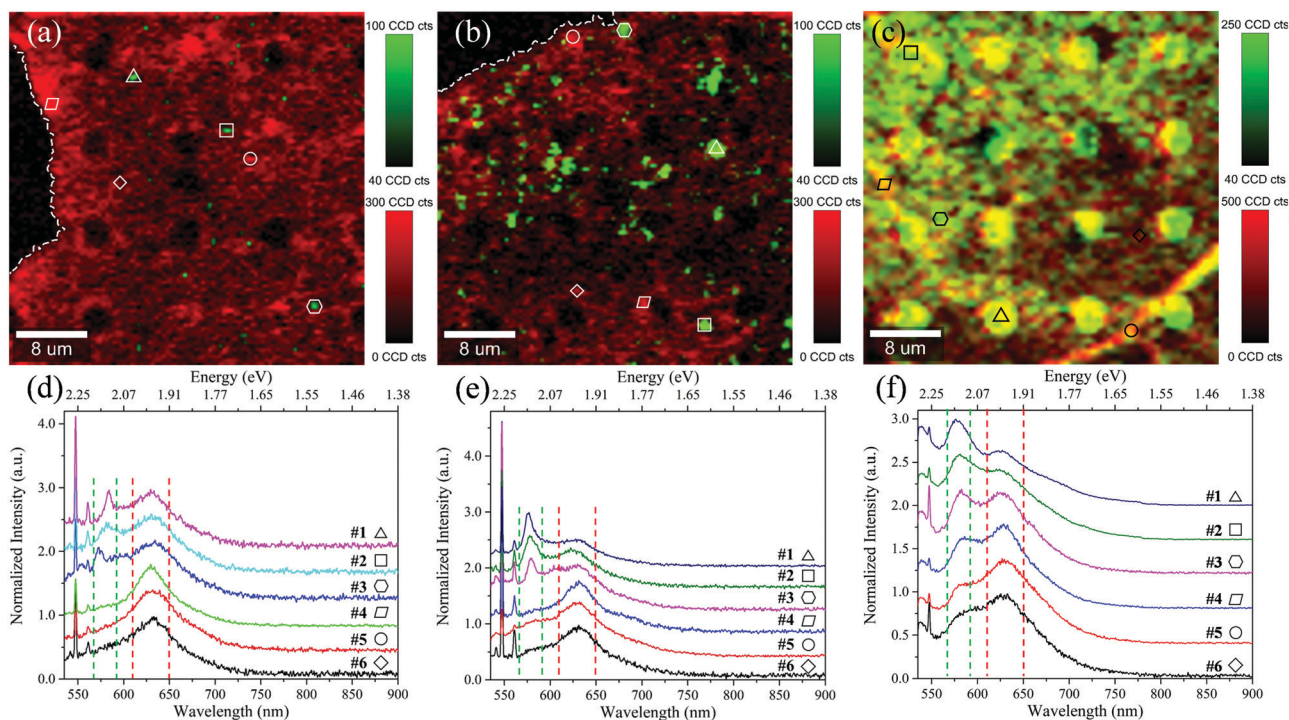 (a)
100 CCD cts
40 CCD cts
300 CCD cts
0 CCD cts
8 um
(b)
100 CCD cts
40 CCD cts
300 CCD cts
0 CCD cts
8 um
(c)
250 CCD cts
40 CCD cts
500 CCD cts
0 CCD cts
8 um
(d)
Energy (eV)
2.25 2.07 1.91 1.77 1.65 1.55 1.46 1.38
Normalized Intensity (a.u.)
4.0
3.0
2.0
1.0
0.0
#1
#2
#3
#4
#5
#6
550 600 650 700 750 800 850 900
Wavelength (nm)
(e)
Energy (eV)
2.25 2.07 1.91 1.77 1.65 1.55 1.46 1.38
Normalized Intensity (a.u.)
4.0
3.0
2.0
1.0
0.0
#1
#2
#3
#4
#5
#6
550 600 650 700 750 800 850 900
Wavelength (nm)
(f)
Energy (eV)
2.25 2.07 1.91 1.77 1.65 1.55 1.46 1.38
Normalized Intensity (a.u.)
3.0
2.5
2.0
1.5
1.0
0.5
0.0
#1
#2
#3
#4
#5
#6
550 600 650 700 750 800 850 900
Wavelength (nm)